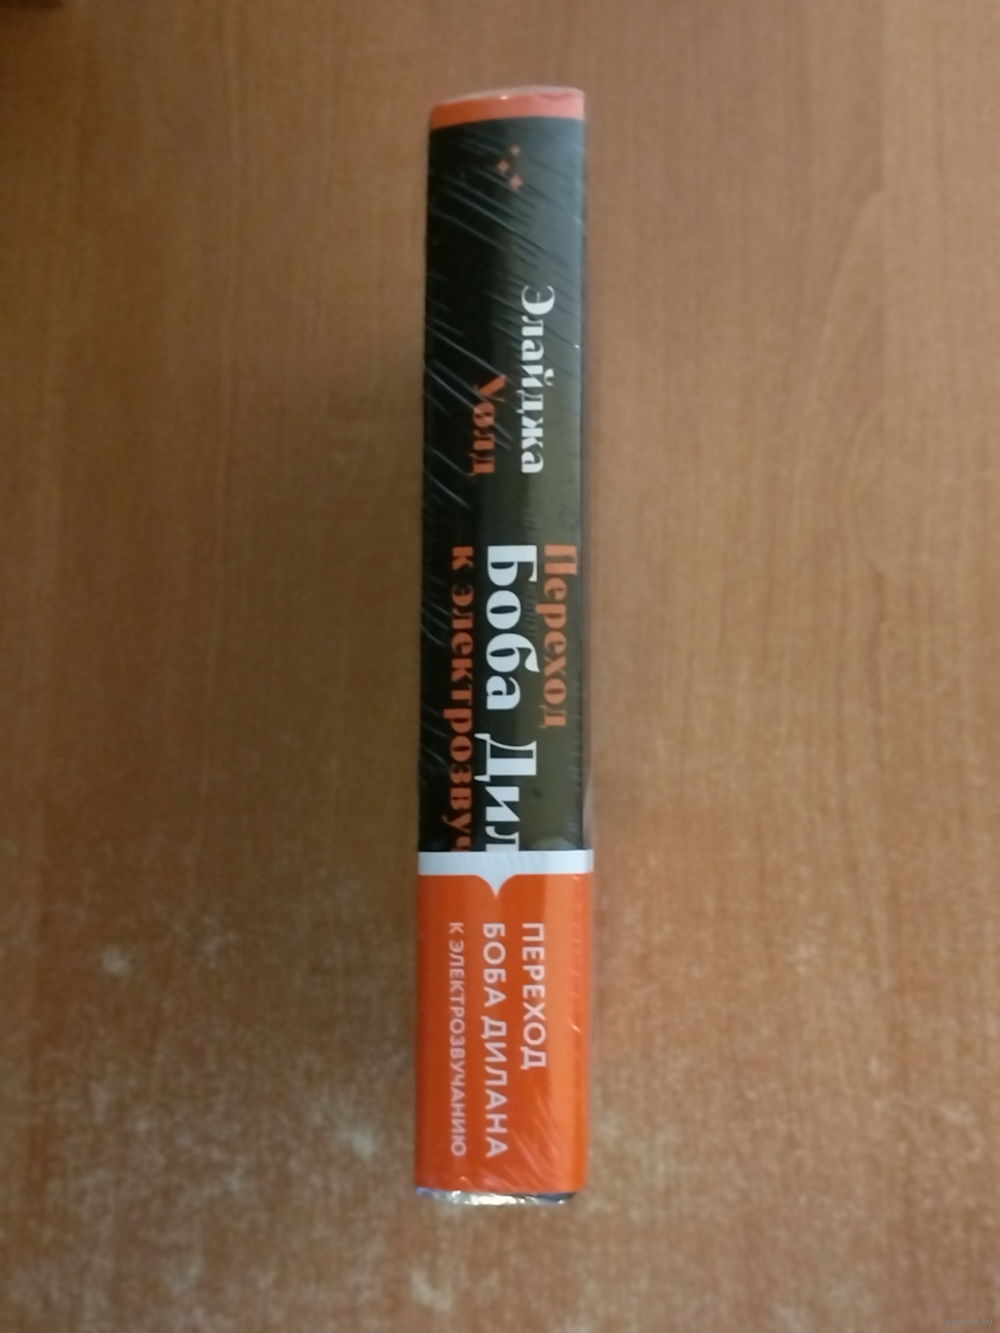 Элайджа
Уолд
Переход
Боба Дил
к электрозвуч
ПЕРЕХОД
БОБА ДИЛАНА
К ЭЛЕКТРОЗВУЧАНИЮ